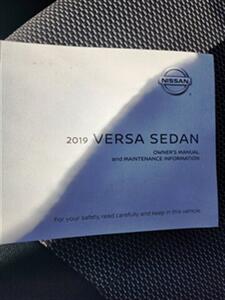 NISSAN
2019 VERSA SEDAN
OWNER'S MANUAL
and MAINTENANCE INFORMATION
For your safety, read carefully and keep in this vehicle.